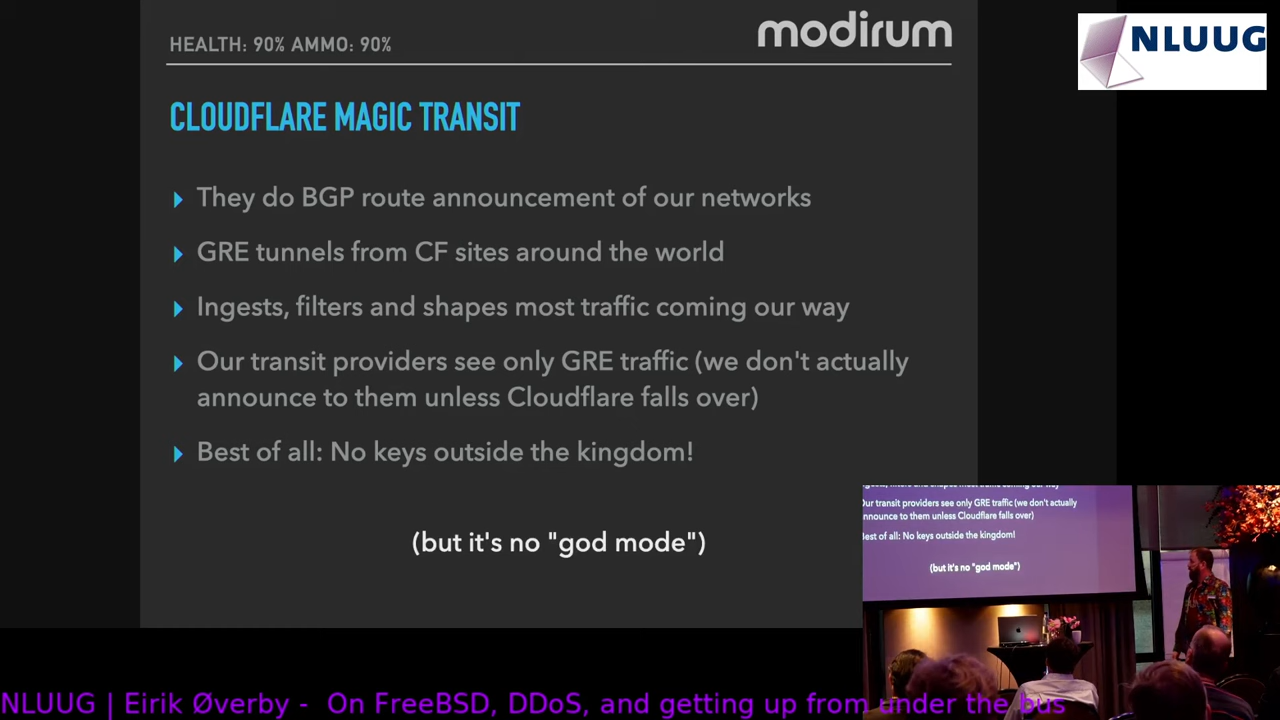 HEALTH: 90% AMMO: 90%
modirum
NLUUG
CLOUDFLARE MAGIC TRANSIT
They do BGP route announcement of our networks
GRE tunnels from CF sites around the world
Ingests, filters and shapes most traffic coming our way
Our transit providers see only GRE traffic (we don't actually
announce to them unless Cloudflare falls over)
Best of all: No keys outside the kingdom!
(but it's no "god mode")
Our transit providers see only GRE traffic (we don't actually
announce to them unless Cloudflare falls over)
Best of all: No keys outside the kingdom!
(but it's no "god mode")
NLUUG | Eirik Øverby - On FreeBSD, DDoS, and getting up from under the bus